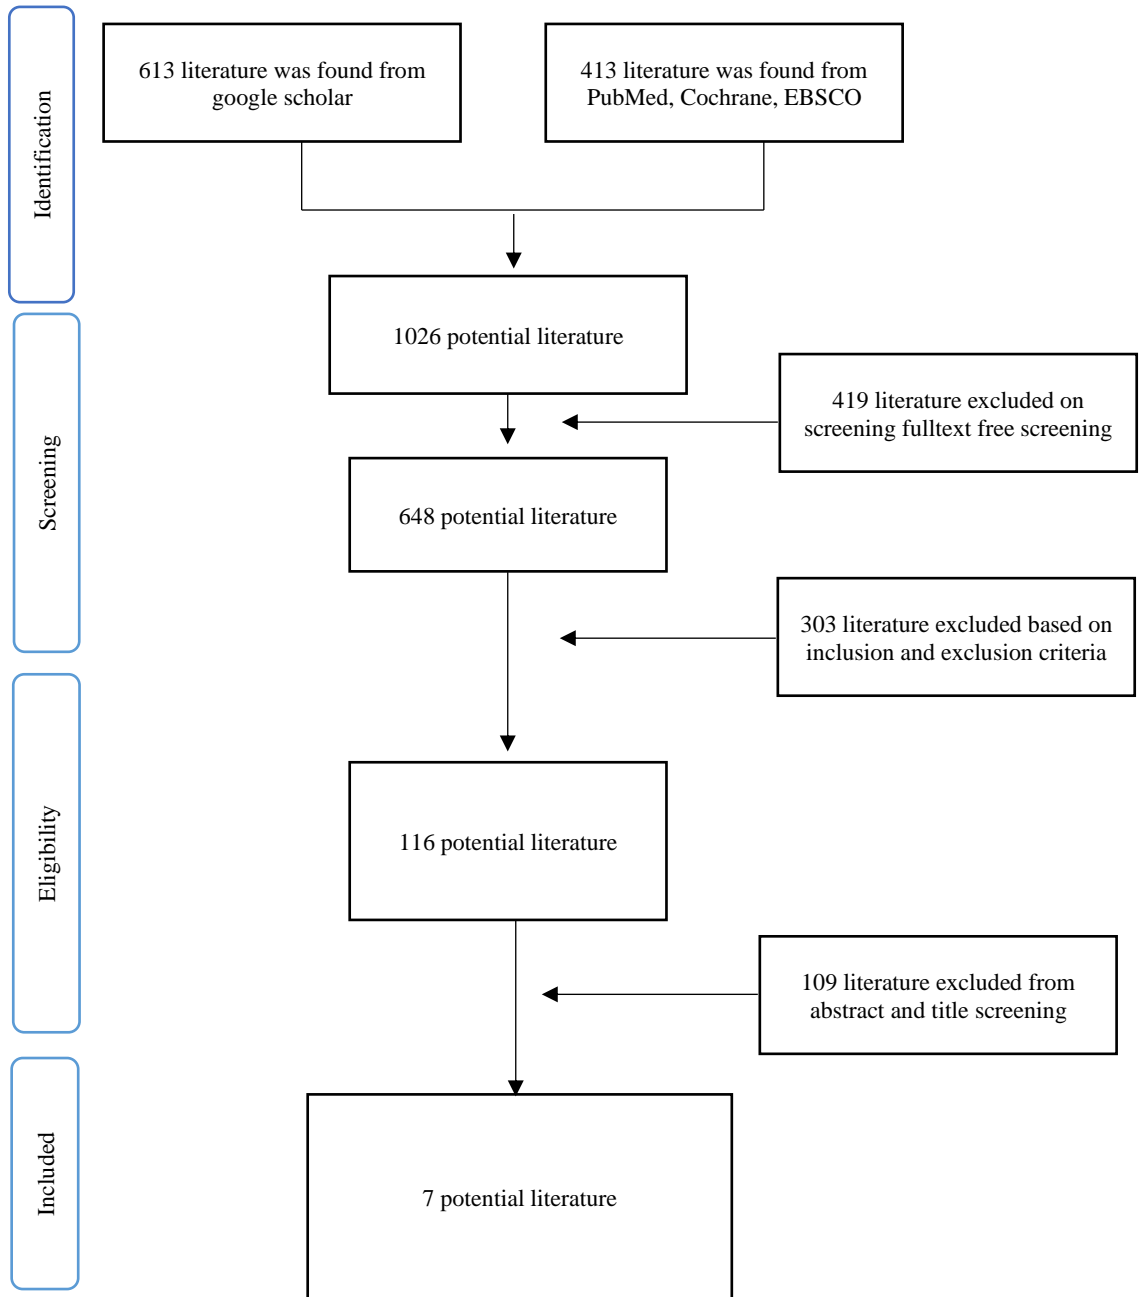 Identification
613 literature was found from
google scholar
413 literature was found from
PubMed, Cochrane, EBSCO
1026 potential literature
Screening
419 literature excluded on
screening fulltext free screening
648 potential literature
303 literature excluded based on
inclusion and exclusion criteria
Eligibility
116 potential literature
109 literature excluded from
abstract and title screening
Included
7 potential literature